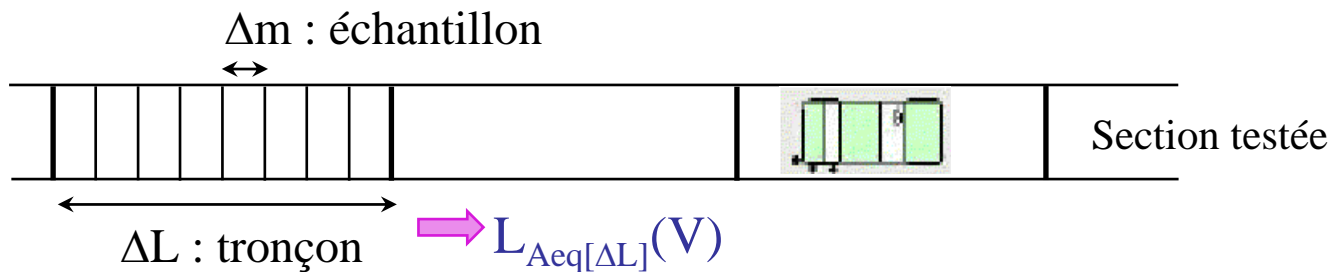 Δm : échantillon
Section testée
ΔL : tronçon
L_Aeq[ΔL](V)